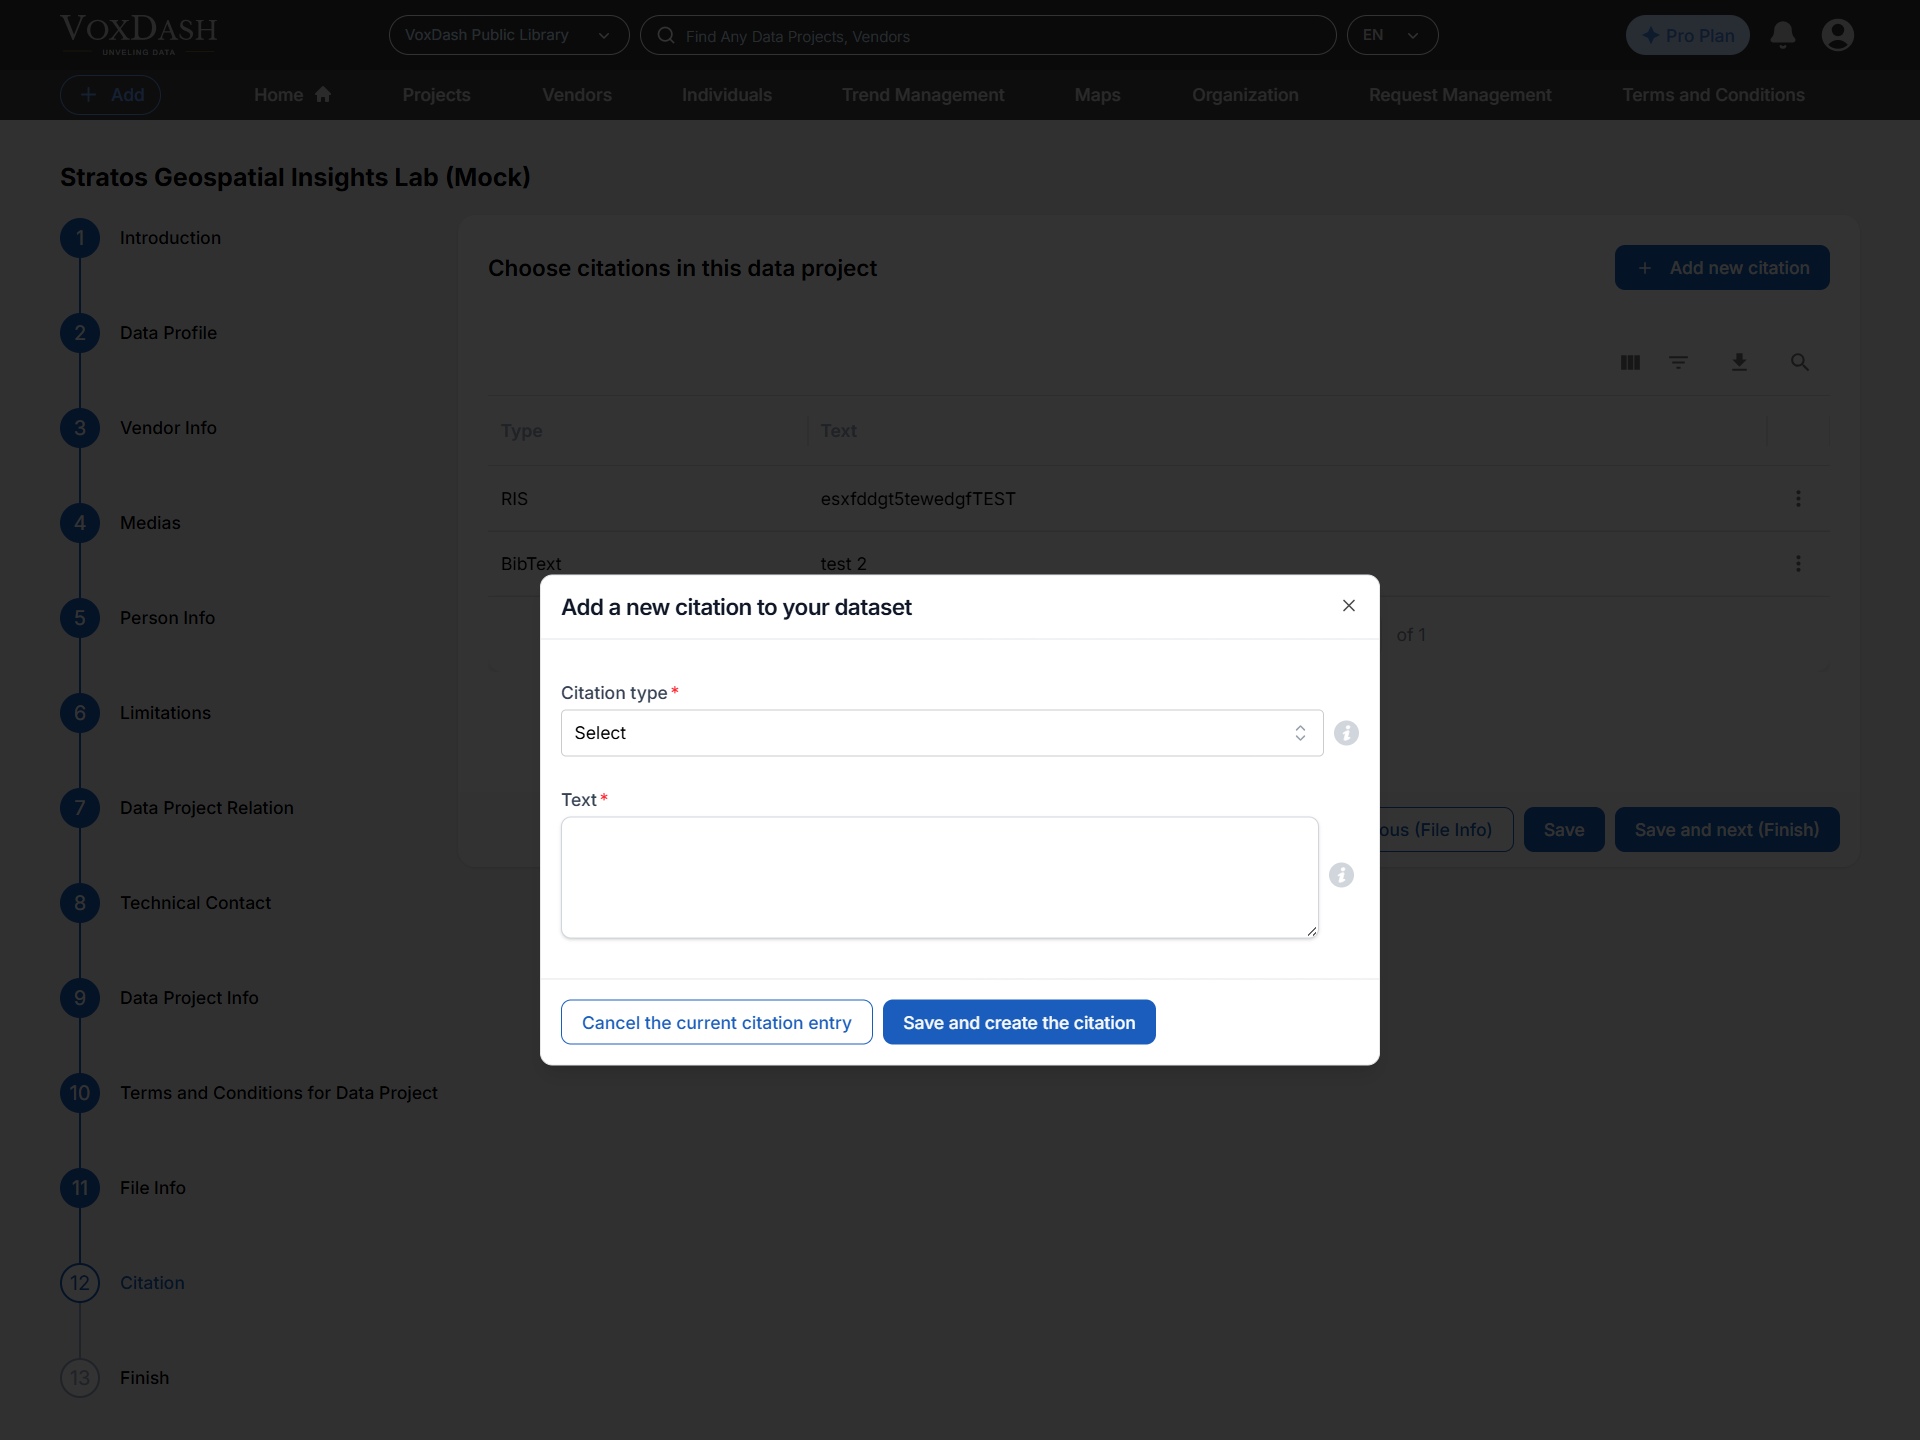 VOXDASH
UNVELING DATA
VoxDash Public Library
Find Any Data Projects, Vendors
EN
Pro Plan
Add
Home
Projects
Vendors
Individuals
Trend Management
Maps
Organization
Request Management
Terms and Conditions
Stratos Geospatial Insights Lab (Mock)
1 Introduction
2 Data Profile
3 Vendor Info
4 Medias
5 Person Info
6 Limitations
7 Data Project Relation
8 Technical Contact
9 Data Project Info
10 Terms and Conditions for Data Project
11 File Info
12 Citation
13 Finish
Choose citations in this data project
Add new citation
Type Text
RIS esxfddgt5tewedgfTEST
BibText test 2
of 1
Add a new citation to your dataset
Citation type*
Select
Text*
Cancel the current citation entry
Save and create the citation
ous (File Info)
Save
Save and next (Finish)